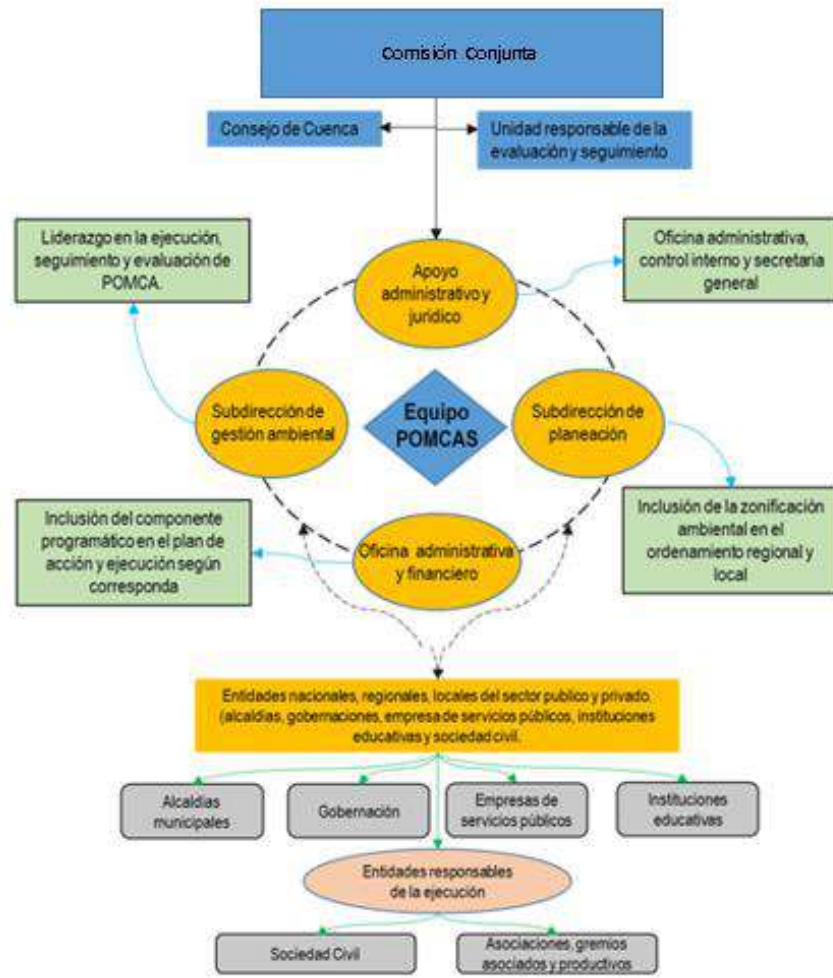 Comisión Conjunta
Consejo de Cuenca
Unidad responsable de la
evaluación y seguimiento
Liderazgo en la ejecución,
seguimiento y evaluación de
POMCA.
Apoyo
administrativo y
jurídico
Oficina administrativa,
control interno y secretaria
general
Subdirección de
gestión ambiental
Equipo
POMCAS
Subdirección de
planeación
Inclusión del componente
programático en el plan de
acción y ejecución según
corresponda
Oficina administrativa
y financiero
Inclusión de la zonificación
ambiental en el
ordenamiento regional y
local
Entidades nacionales, regionales, locales del sector publico y privado.
(alcaldías, gobernaciones, empresa de servicios públicos, instituciones
educativas y sociedad civil.
Alcaldías
municipales
Gobernación
Empresas de
servicios públicos
Instituciones
educativas
Entidades responsables
de la ejecución
Sociedad Civil
Asociaciones, gremios
asociados y productivos